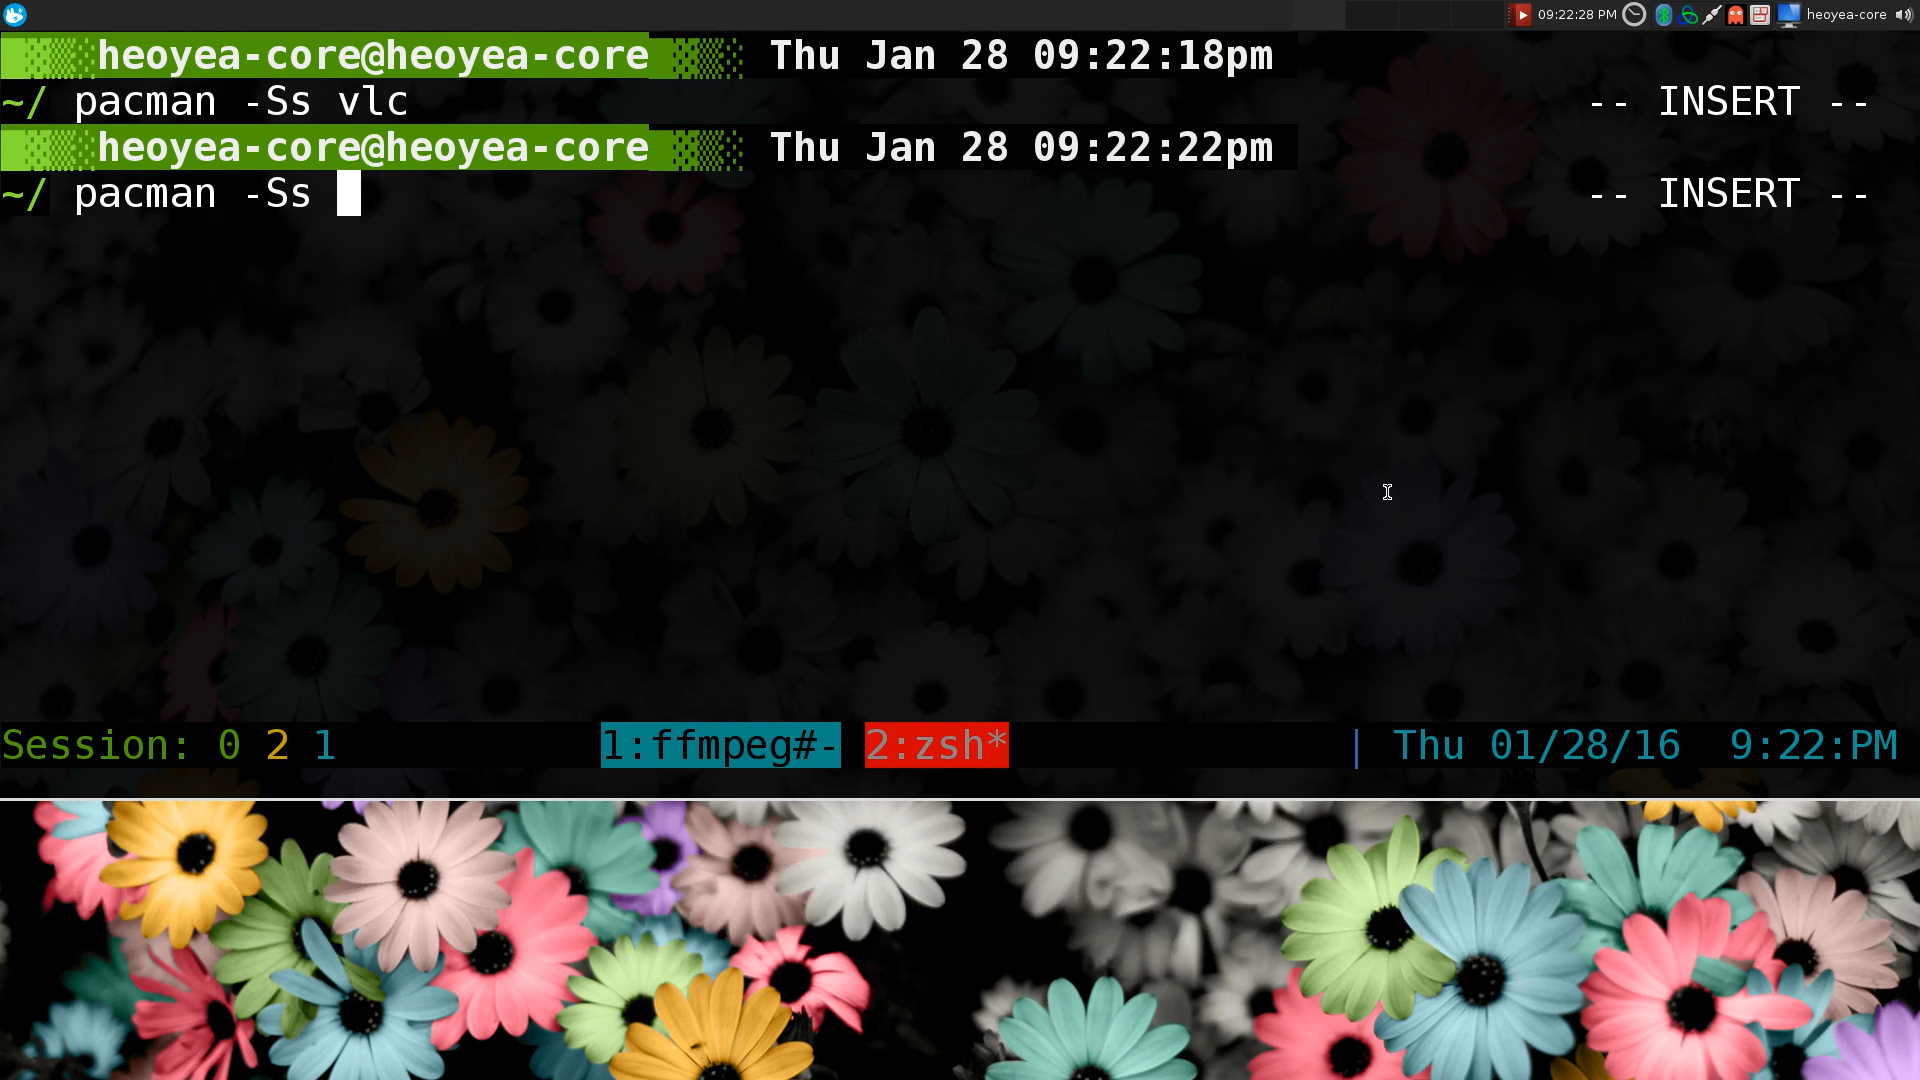 09:22:28 PM heoyea-core
heoyea-core@heoyea-core Thu Jan 28 09:22:18pm
~/ pacman -Ss vlc -- INSERT --
heoyea-core@heoyea-core Thu Jan 28 09:22:22pm
~/ pacman -Ss -- INSERT --
Session: 0 2 1 1:ffmpeg#- 2:zsh* | Thu 01/28/16 9:22:PM